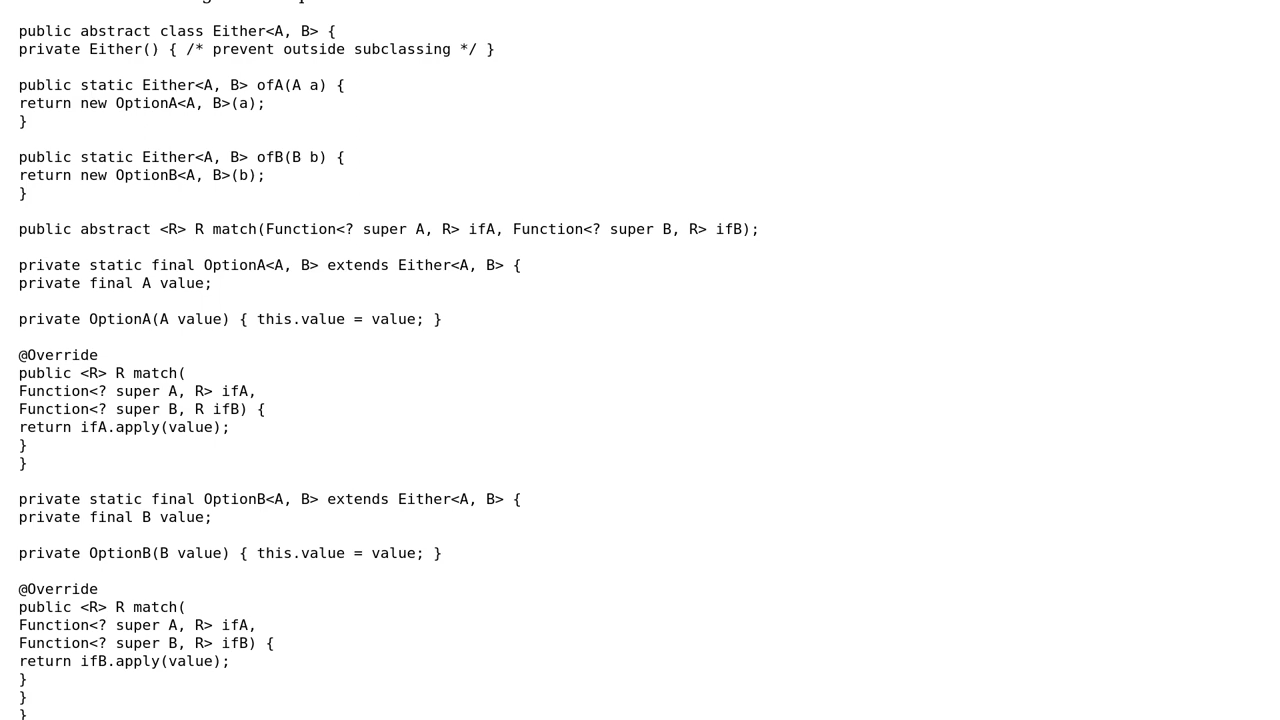 public abstract class Either<A, B> {
private Either() { /* prevent outside subclassing */ }
public static Either<A, B> ofA(A a) {
return new OptionA<A, B>(a);
}
public static Either<A, B> ofB(B b) {
return new OptionB<A, B>(b);
}
public abstract <R> R match(Function<? super A, R> ifA, Function<? super B, R> ifB);
private static final OptionA<A, B> extends Either<A, B> {
private final A value;
private OptionA(A value) { this.value = value; }
@Override
public <R> R match(
Function<? super A, R> ifA,
Function<? super B, R ifB) {
return ifA.apply(value);
}
}
private static final OptionB<A, B> extends Either<A, B> {
private final B value;
private OptionB(B value) { this.value = value; }
@Override
public <R> R match(
Function<? super A, R> ifA,
Function<? super B, R> ifB) {
return ifB.apply(value);
}
}
}